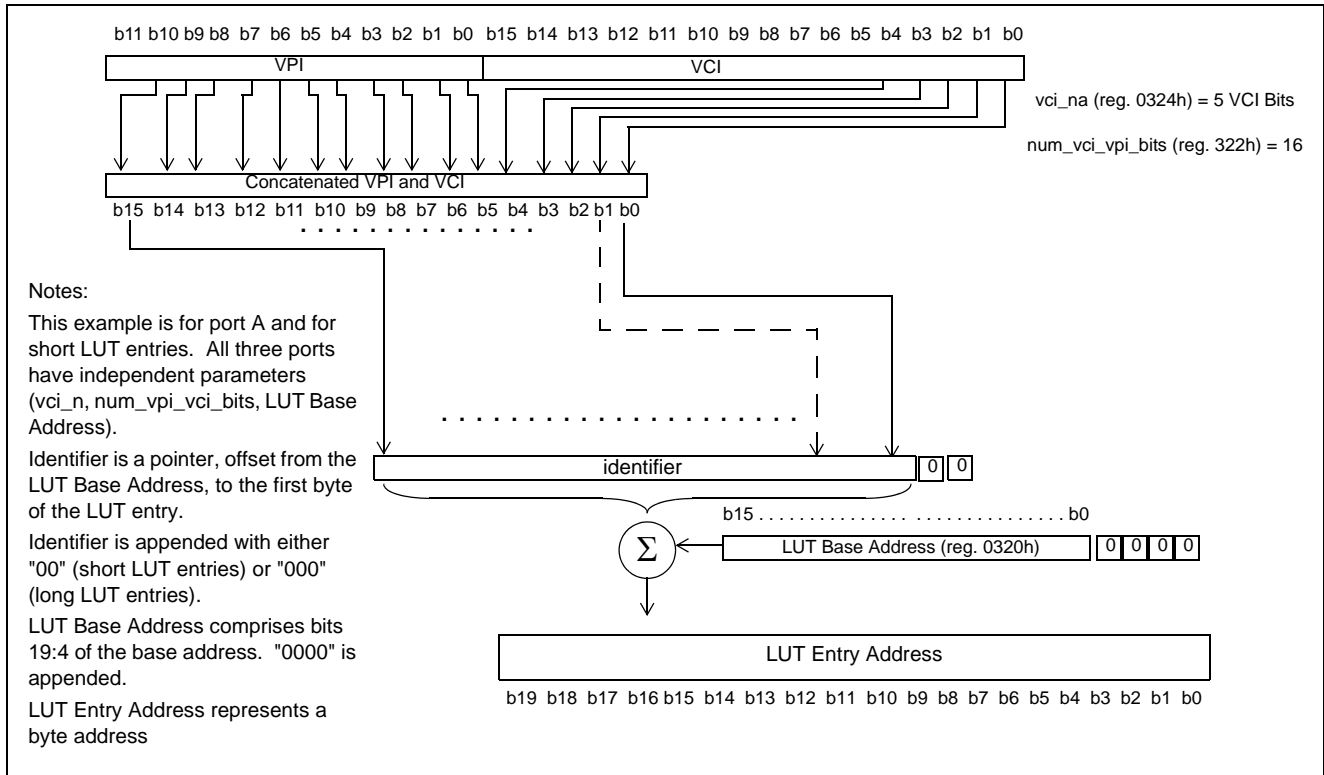 b11 b10 b9 b8 b7 b6 b5 b4 b3 b2 b1 b0 b15 b14 b13 b12 b11 b10 b9 b8 b7 b6 b5 b4 b3 b2 b1 b0
VPI VCI
vci_na (reg. 0324h) = 5 VCI Bits
num_vci_vpi_bits (reg. 322h) = 16
Concatenated VPI and VCI
b15 b14 b13 b12 b11 b10 b9 b8 b7 b6 b5 b4 b3 b2 b1 b0
. . . . . . . . . . . . . .
Notes:
This example is for port A and for
short LUT entries. All three ports
have independent parameters
(vci_n, num_vpi_vci_bits, LUT Base
Address).
. . . . . . . . . . . . . . . . . . . . .
Identifier is a pointer, offset from the
LUT Base Address, to the first byte
of the LUT entry.
identifier 0 0
Identifier is appended with either
"00" (short LUT entries) or "000"
(long LUT entries).
b15 . . . . . . . . . . . . . . . . . . . . . . . . . . . . . b0
Σ LUT Base Address (reg. 0320h) 0 0 0 0
LUT Base Address comprises bits
19:4 of the base address. "0000" is
appended.
LUT Entry Address represents a
byte address
LUT Entry Address
b19 b18 b17 b16 b15 b14 b13 b12 b11 b10 b9 b8 b7 b6 b5 b4 b3 b2 b1 b0